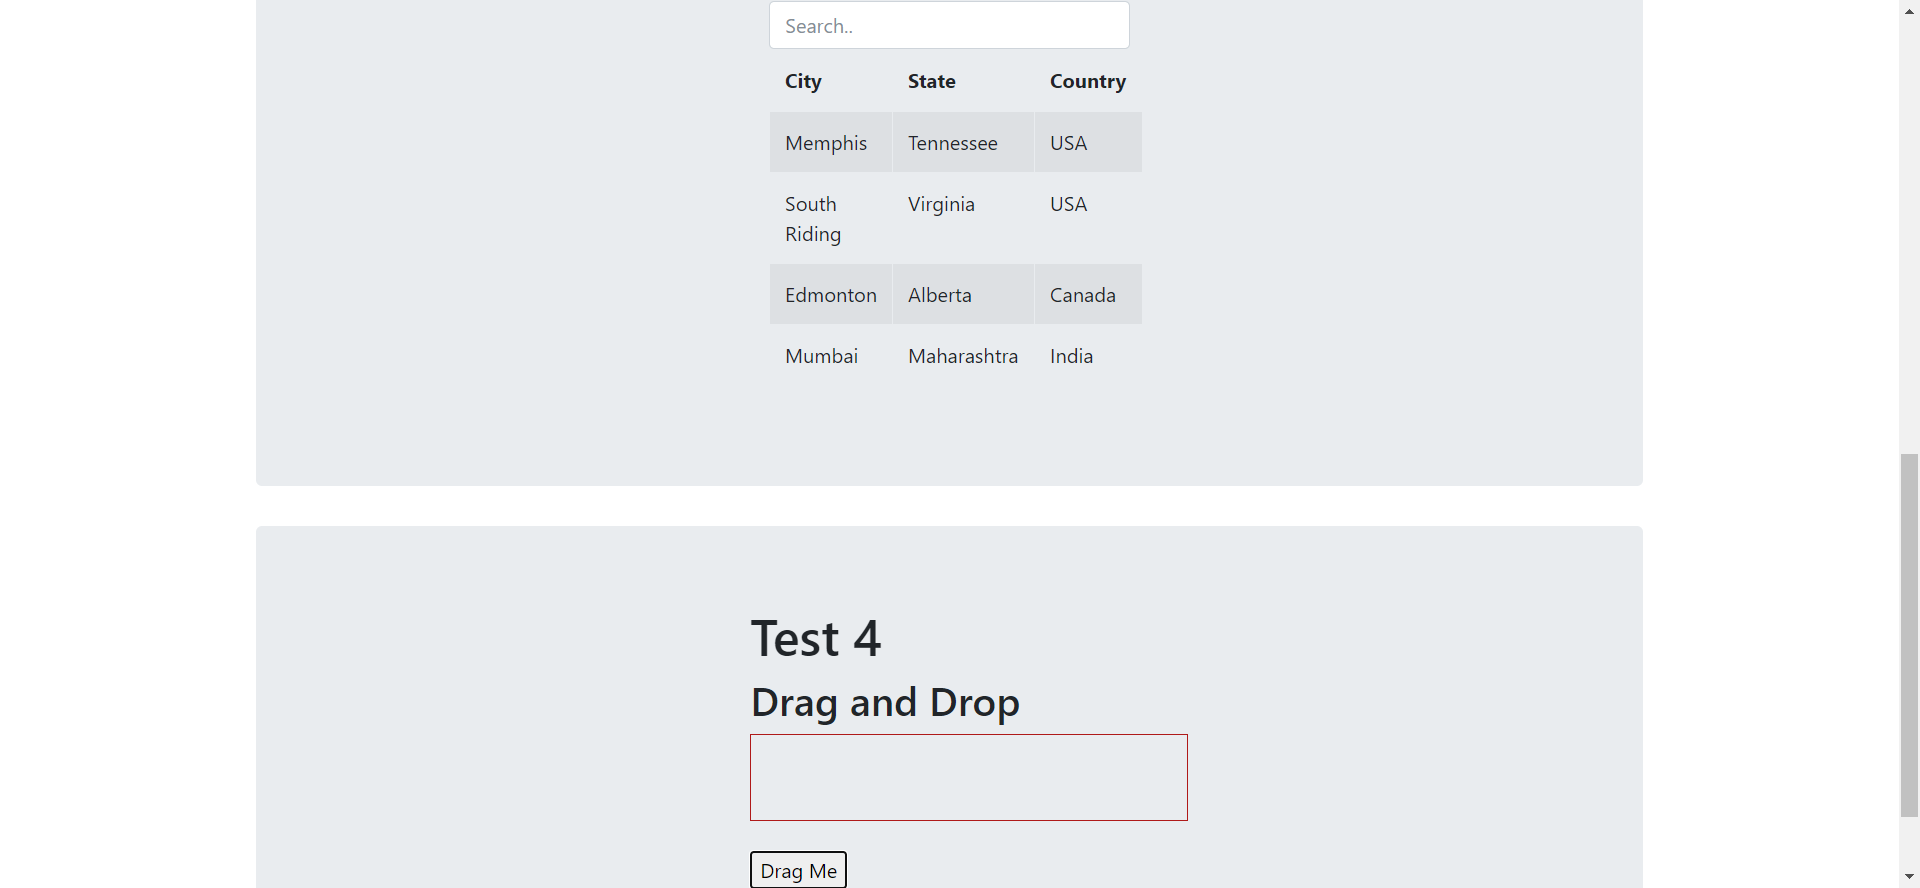 Search..
City State Country
Memphis Tennessee USA
South Riding Virginia USA
Edmonton Alberta Canada
Mumbai Maharashtra India
Test 4
Drag and Drop
Drag Me